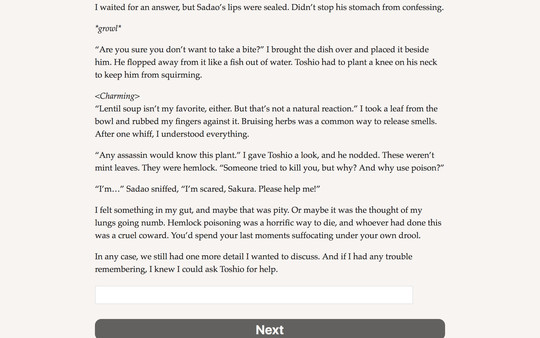 I waited for an answer, but Sadao’s lips were sealed. Didn’t stop his stomach from confessing.
*growl*
“Are you sure you don’t want to take a bite?” I brought the dish over and placed it beside
him. He flopped away from it like a fish out of water. Toshio had to plant a knee on his neck
to keep him from squirming.
<Charming>
“Lentil soup isn’t my favorite, either. But that’s not a natural reaction.” I took a leaf from the
bowl and rubbed my fingers against it. Bruising herbs was a common way to release smells.
After one whiff, I understood everything.
“Any assassin would know this plant.” I gave Toshio a look, and he nodded. These weren’t
mint leaves. They were hemlock. “Someone tried to kill you, but why? And why use poison?”
“I’m…” Sadao sniffed, “I’m scared, Sakura. Please help me!”
I felt something in my gut, and maybe that was pity. Or maybe it was the thought of my
lungs going numb. Hemlock poisoning was a horrific way to die, and whoever had done this
was a cruel coward. You’d spend your last moments suffocating under your own drool.
In any case, we still had one more detail I wanted to discuss. And if I had any trouble
remembering, I knew I could ask Toshio for help.
Next